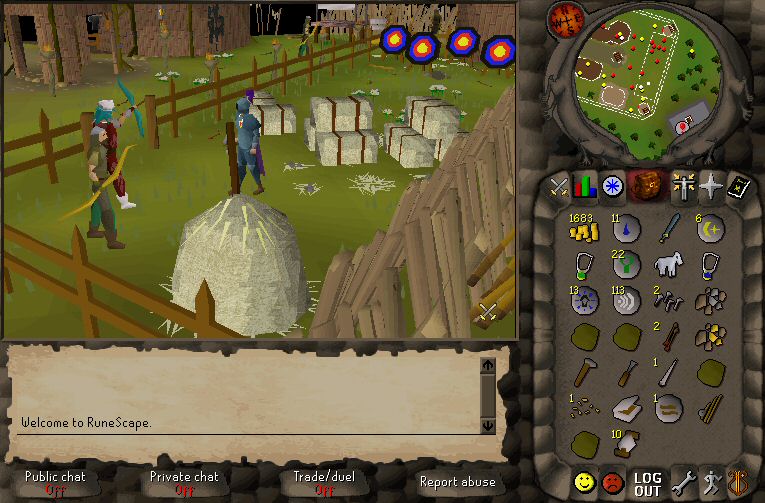 1683
11
6
22
13
113
2
2
1
1
1
10
Welcome to RuneScape.
Public chat
Off
Private chat
Off
Trade/duel
Off
Report abuse
LOG
OUT